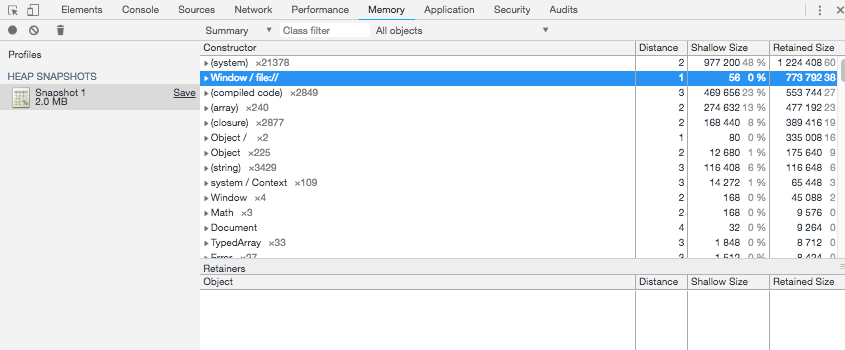 Elements Console Sources Network Performance Memory Application Security Audits
Summary Class filter All objects
Profiles
HEAP SNAPSHOTS
Snapshot 1 Save
2.0 MB
Constructor Distance Shallow Size Retained Size
(system) ×21378 2 977 200 48 % 1 224 408 60
Window / file:// 1 56 0 % 773 792 38
(compiled code) ×2849 3 469 656 23 % 553 744 27
(array) ×240 2 274 632 13 % 477 192 23
(closure) ×2877 2 168 440 8 % 389 416 19
Object / ×2 1 80 0 % 335 008 16
Object ×225 2 12 680 1 % 175 640 9
(string) ×3429 3 116 408 6 % 116 648 6
system / Context ×109 3 14 272 1 % 65 448 3
Window ×4 2 168 0 % 45 088 2
Math ×3 2 168 0 % 9 576 0
Document 4 32 0 % 9 264 0
TypedArray ×33 3 1 848 0 % 8 712 0
Error ×27 3 1 512 0 % 8 424 0
Retainers
Object Distance Shallow Size Retained Size